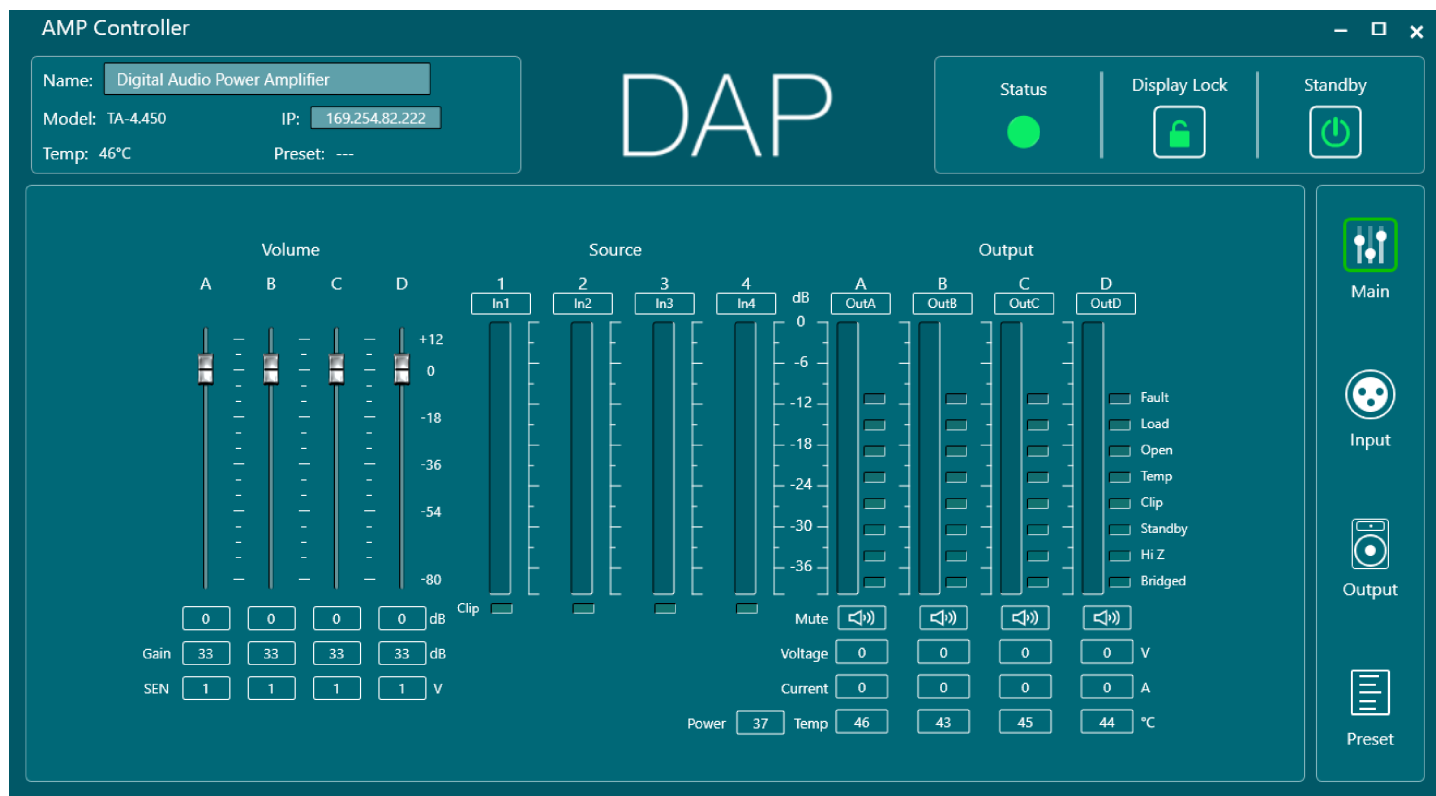 AMP Controller
Name: Digital Audio Power Amplifier
Model: TA-4.450 IP: 169.254.82.222
Temp: 46°C Preset: ---
DAP
Status Display Lock Standby
Volume Source Output
A B C D 1 2 3 4 dB A B C D
In1 In2 In3 In4 OutA OutB OutC OutD
+12
0
-18
-36
-54
-80
0
-6
-12
-18
-24
-30
-36
Fault
Load
Open
Temp
Clip
Standby
Hi Z
Bridged
Clip
0 0 0 0 dB
Gain 33 33 33 33 dB
SEN 1 1 1 1 V
Mute
Voltage 0 0 0 0 V
Current 0 0 0 0 A
Power 37 Temp 46 43 45 44 °C
Main
Input
Output
Preset